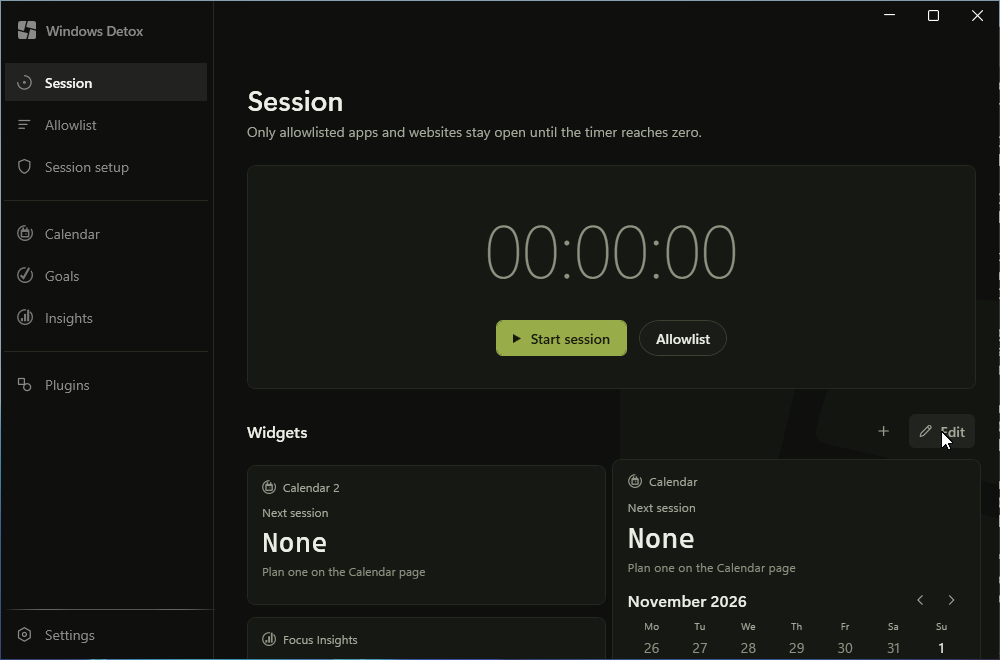 Windows Detox
Session
Allowlist
Session setup
Calendar
Goals
Insights
Plugins
Settings
Session
Only allowlisted apps and websites stay open until the timer reaches zero.
00:00:00
Start session
Allowlist
Widgets
+
Edit
Calendar 2
Next session
None
Plan one on the Calendar page
Focus Insights
Calendar
Next session
None
Plan one on the Calendar page
November 2026
Mo Tu We Th Fr Sa Su
26 27 28 29 30 31 1